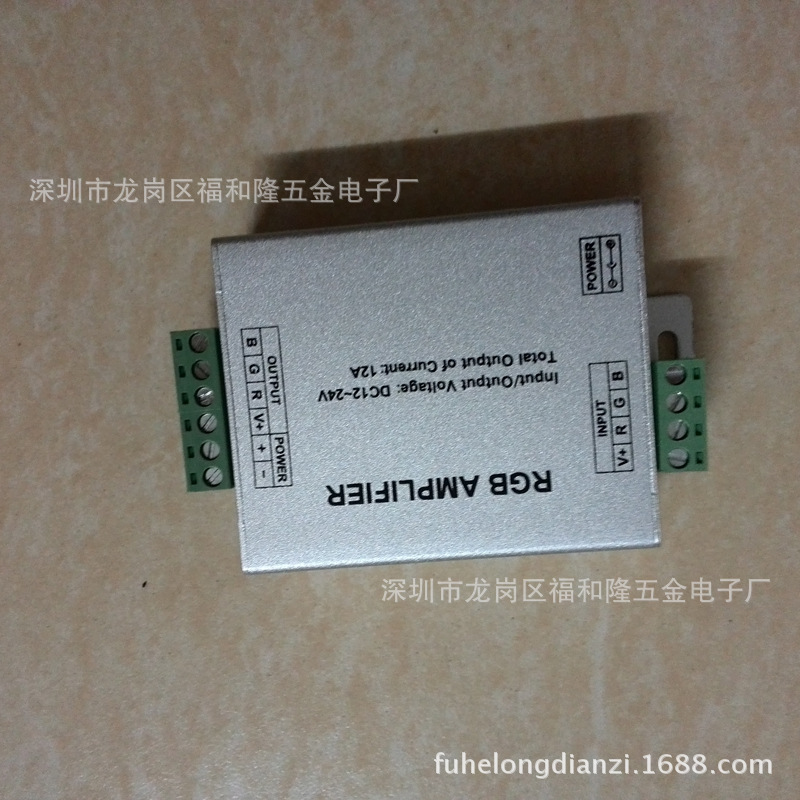 深圳市龙岗区福和隆五金电子厂
RGB AMPLIFIER
Input/Output Voltage: DC12~24V
Total Output of Current: 12A
POWER
INPUT
V+ R G B
OUTPUT
POWER
B G R V+ + -
深圳市龙岗区福和隆五金电子厂
fuhelongdianzi.1688.com